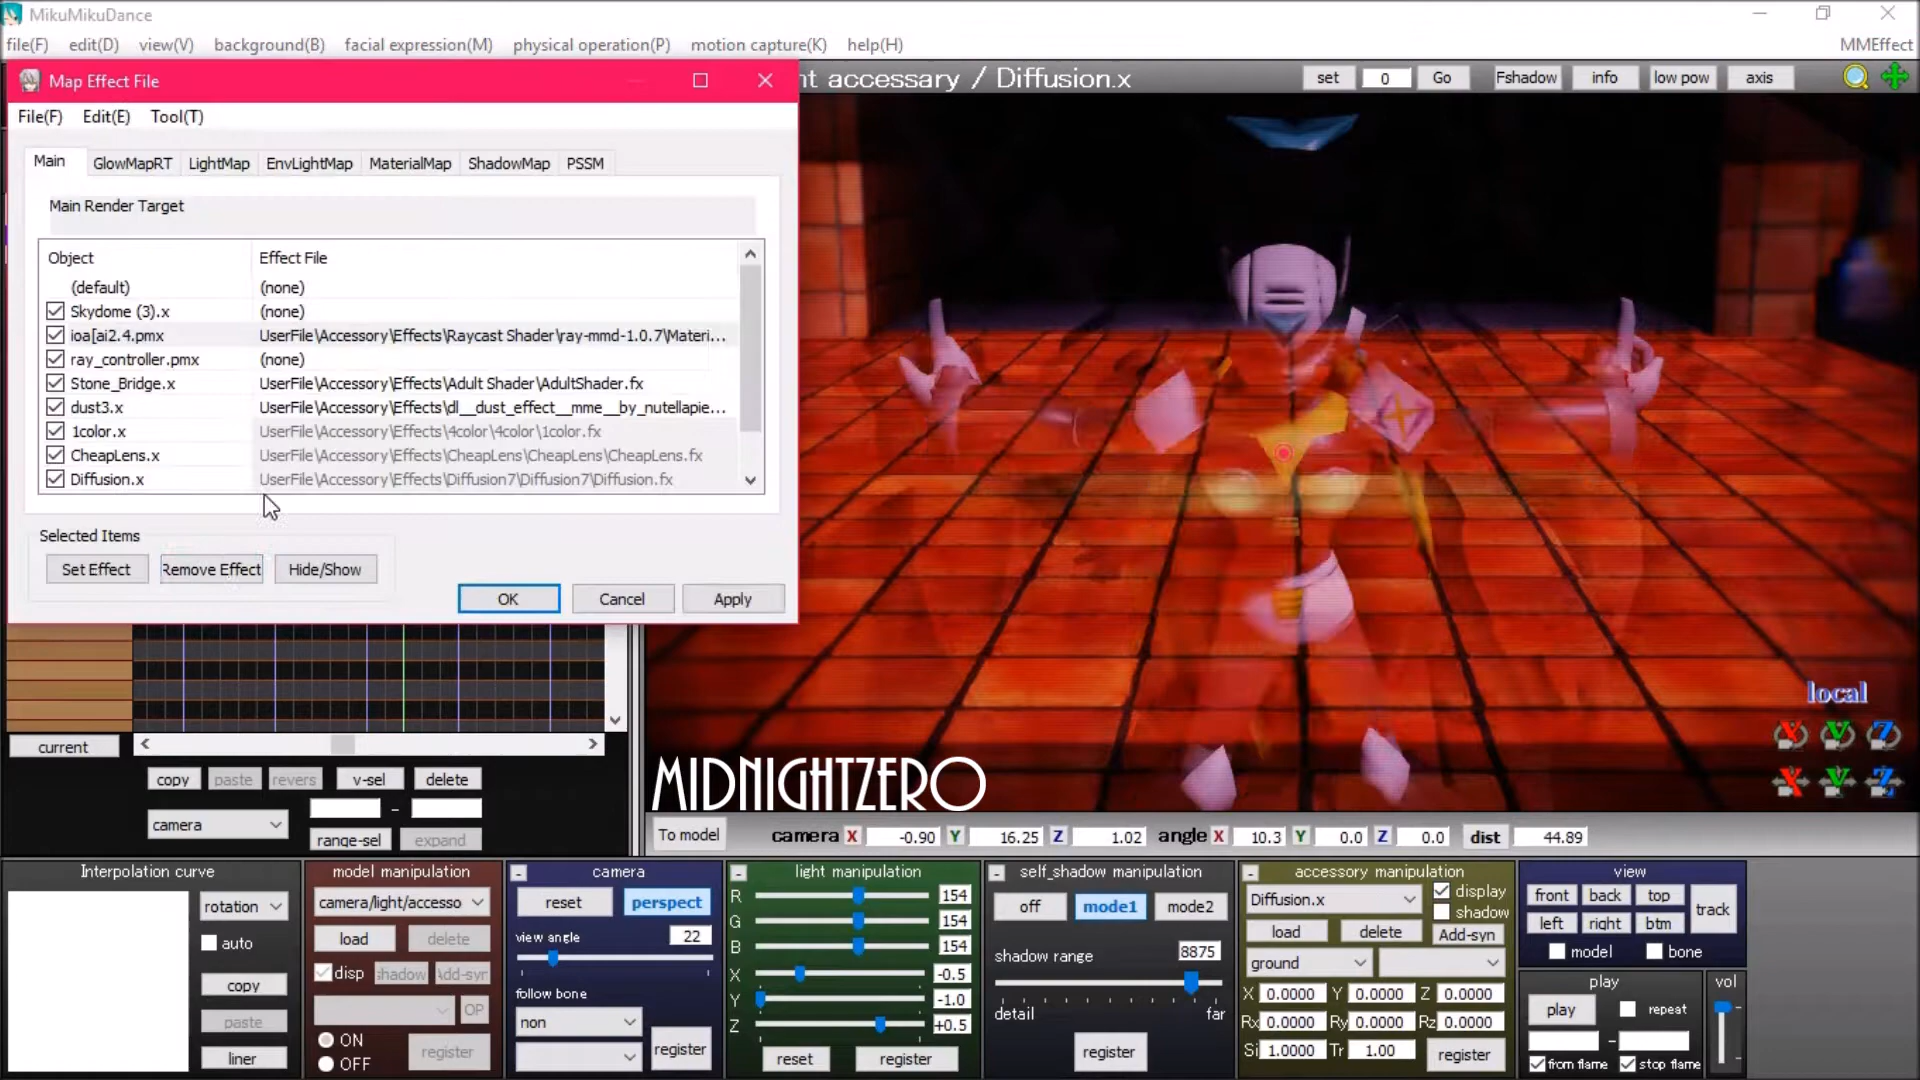 MikuMikuDance
file(F) edit(D) view(V) background(B) facial expression(M) physical operation(P) motion capture(K) help(H) MMEffect
Map Effect File
nt accessary / Diffusion.x set 0 Go Fshadow info low pow axis
File(F) Edit(E) Tool(T)
Main GlowMapRT LightMap EnvLightMap MaterialMap ShadowMap PSSM
Main Render Target
Object Effect File
(default) (none)
Skydome (3).x (none)
ioa[ai2.4.pmx UserFile\Accessory\Effects\Raycast Shader\ray-mmd-1.0.7\Materi...
ray_controller.pmx (none)
Stone_Bridge.x UserFile\Accessory\Effects\Adult Shader\AdultShader.fx
dust3.x UserFile\Accessory\Effects\dl__dust_effect__mme__by_nutellapie...
1color.x UserFile\Accessory\Effects\4color\4color\1color.fx
CheapLens.x UserFile\Accessory\Effects\CheapLens\CheapLens\CheapLens.fx
Diffusion.x UserFile\Accessory\Effects\Diffusion7\Diffusion7\Diffusion.fx
Selected Items
Set Effect Remove Effect Hide/Show
OK Cancel Apply
local
X Y Z
X Y Z
current
MIDNIGHTZERO
copy paste revers v-sel delete
-
camera
range-sel expand
To model camera X -0.90 Y 16.25 Z 1.02 angle X 10.3 Y 0.0 Z 0.0 dist 44.89
Interpolation curve
rotation
auto
copy
paste
liner
model manipulation
camera/light/accesso
load delete
disp shadow Add-syn
OP
ON
OFF
register
- camera
reset perspect
view angle 22
follow bone
non
register
- light manipulation
R 154
G 154
B 154
X -0.5
Y -1.0
Z +0.5
reset register
- self_shadow manipulation
off mode1 mode2
shadow range 8875
detail far
register
- accessory manipulation
Diffusion.x display
shadow
load delete Add-syn
ground
X 0.0000 Y 0.0000 Z 0.0000
Rx 0.0000 Ry 0.0000 Rz 0.0000
Si 1.0000 Tr 1.00 register
view
front back top
left right btm track
model bone
play
play repeat
-
from flame stop flame
vol